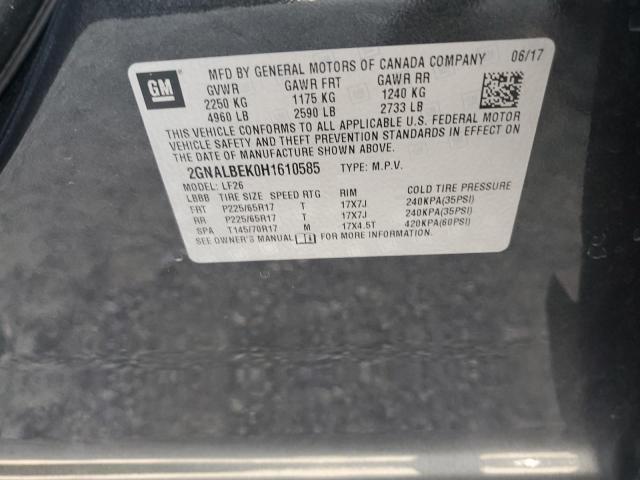 GM
MFD BY GENERAL MOTORS OF CANADA COMPANY 06/17
GVWR GAWR FRT GAWR RR
2250 KG 1175 KG 1240 KG
4960 LB 2590 LB 2733 LB
THIS VEHICLE CONFORMS TO ALL APPLICABLE U.S. FEDERAL MOTOR
VEHICLE SAFETY AND THEFT PREVENTION STANDARDS IN EFFECT ON
THE DATE OF MANUFACTURE SHOWN ABOVE.
2GNALBEK0H1610585 TYPE: M.P.V.
MODEL: LF26
LBBB TIRE SIZE SPEED RTG RIM COLD TIRE PRESSURE
FRT P225/65R17 T 17X7J 240KPA(35PSI)
RR P225/65R17 T 17X7J 240KPA(35PSI)
SPA T145/70R17 M 17X4.5T 420KPA(60PSI)
SEE OWNER'S MANUAL FOR MORE INFORMATION.